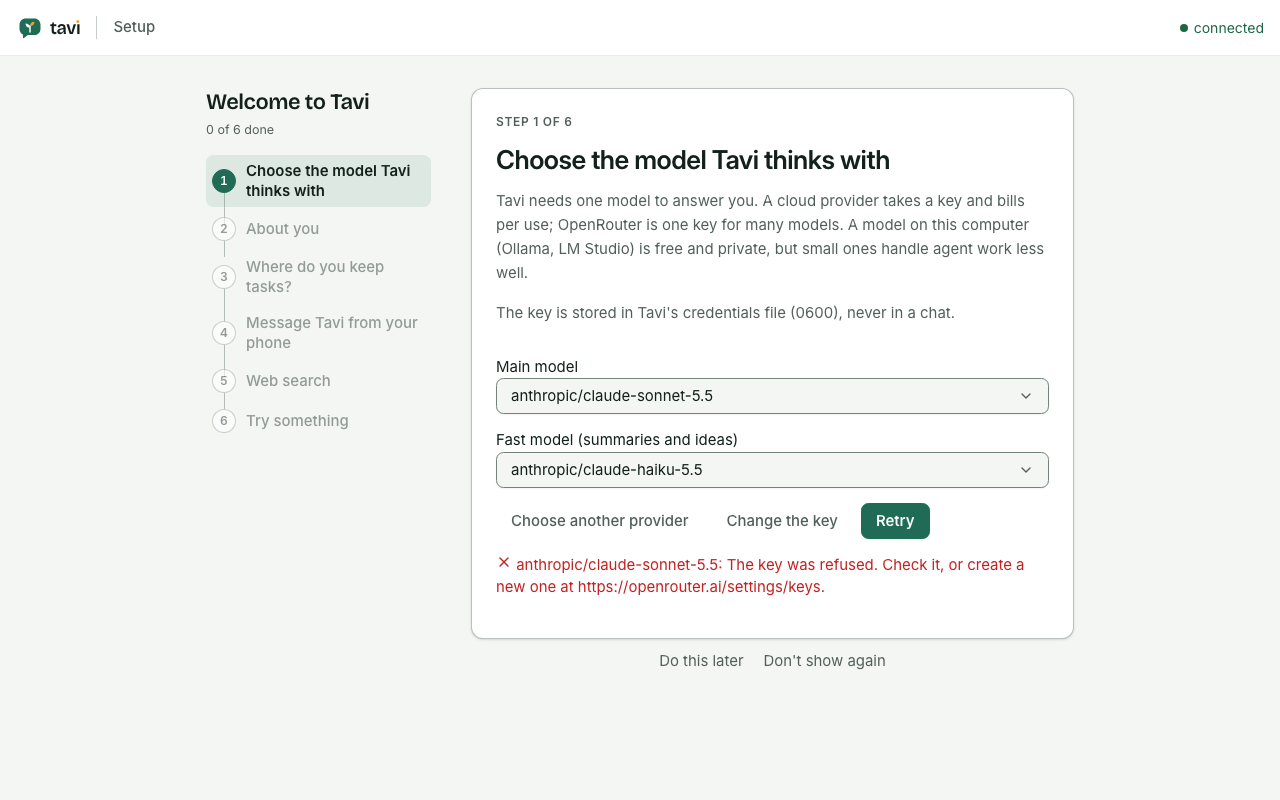 tavi
Setup
connected
Welcome to Tavi
0 of 6 done
1
Choose the model Tavi
thinks with
2
About you
3
Where do you keep
tasks?
4
Message Tavi from your
phone
5
Web search
6
Try something
STEP 1 OF 6
Choose the model Tavi thinks with
Tavi needs one model to answer you. A cloud provider takes a key and bills
per use; OpenRouter is one key for many models. A model on this computer
(Ollama, LM Studio) is free and private, but small ones handle agent work less
well.
The key is stored in Tavi's credentials file (0600), never in a chat.
Main model
anthropic/claude-sonnet-5.5
Fast model (summaries and ideas)
anthropic/claude-haiku-5.5
Choose another provider
Change the key
Retry
anthropic/claude-sonnet-5.5: The key was refused. Check it, or create a
new one at https://openrouter.ai/settings/keys.
Do this later
Don't show again